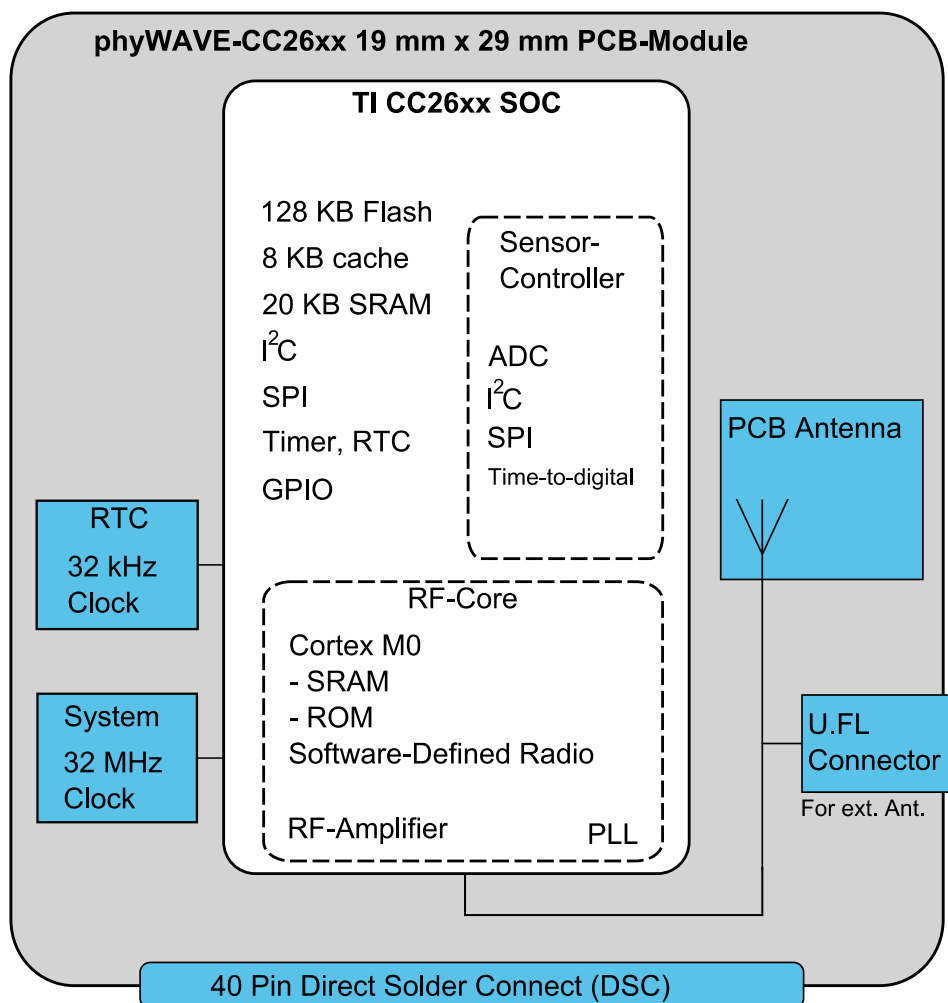 phyWAVE-CC26xx 19 mm x 29 mm PCB-Module
TI CC26xx SOC
128 KB Flash
8 KB cache
20 KB SRAM
I²C
SPI
Timer, RTC
GPIO
Sensor-
Controller
ADC
I²C
SPI
Time-to-digital
PCB Antenna
RTC
32 kHz
Clock
RF-Core
Cortex M0
- SRAM
- ROM
Software-Defined Radio
RF-Amplifier
PLL
System
32 MHz
Clock
U.FL
Connector
For ext. Ant.
40 Pin Direct Solder Connect (DSC)